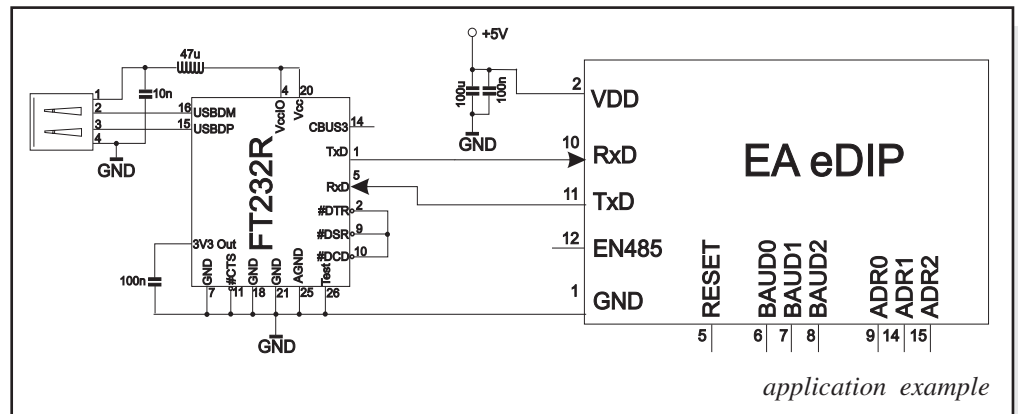 47u
10n
1
2
3
4
GND
16 USBDM
15 USBDP
4 20
VccIO
Vcc
CBUS3 14
TxD 1
RxD 5
#DTR 2
#DSR 9
#DCD 10
FT232R
3V3 Out
100n
GND
#CTS
GND
GND
AGND
Test
7 11 18 21 25 26
GND
+5V
100u
100n
GND
2 VDD
10 RxD
11 TxD
12 EN485
1 GND
EA eDIP
RESET
BAUD0
BAUD1
BAUD2
ADR0
ADR1
ADR2
5 6 7 8 9 14 15
application example